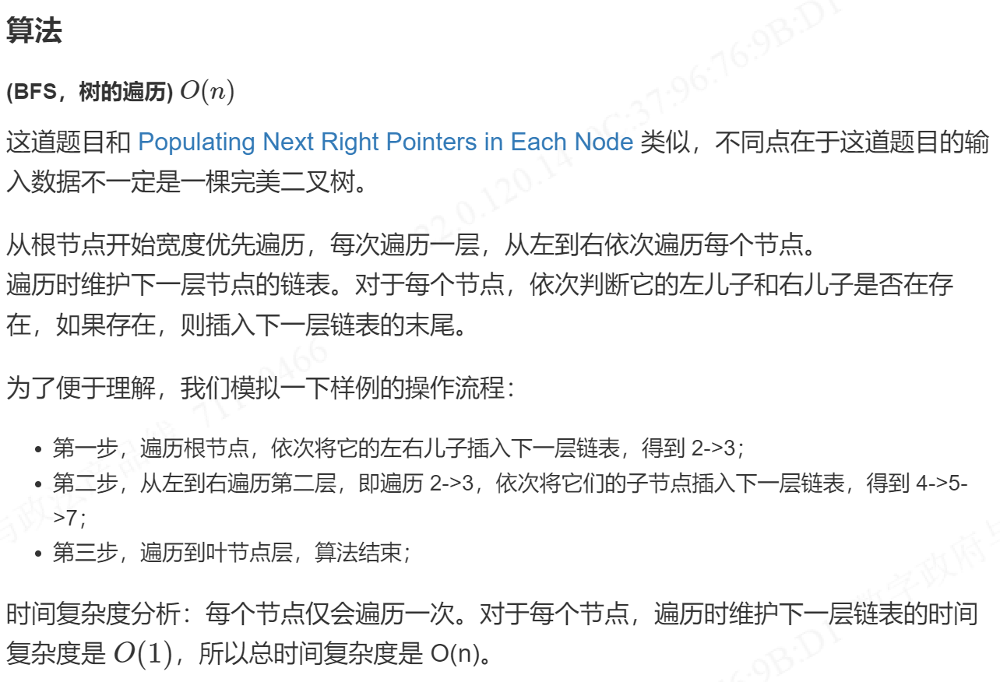 算法
(BFS，树的遍历) O(n)
这道题目和 Populating Next Right Pointers in Each Node 类似，不同点在于这道题目的输
入数据不一定是一棵完美二叉树。
从根节点开始宽度优先遍历，每次遍历一层，从左到右依次遍历每个节点。
遍历时维护下一层节点的链表。对于每个节点，依次判断它的左儿子和右儿子是否在存
在，如果存在，则插入下一层链表的末尾。
为了便于理解，我们模拟一下样例的操作流程：
• 第一步，遍历根节点，依次将它的左右儿子插入下一层链表，得到 2->3；
• 第二步，从左到右遍历第二层，即遍历 2->3，依次将它们的子节点插入下一层链表，得到 4->5-
>7；
• 第三步，遍历到叶节点层，算法结束；
时间复杂度分析：每个节点仅会遍历一次。对于每个节点，遍历时维护下一层链表的时间
复杂度是 O(1)，所以总时间复杂度是 O(n)。